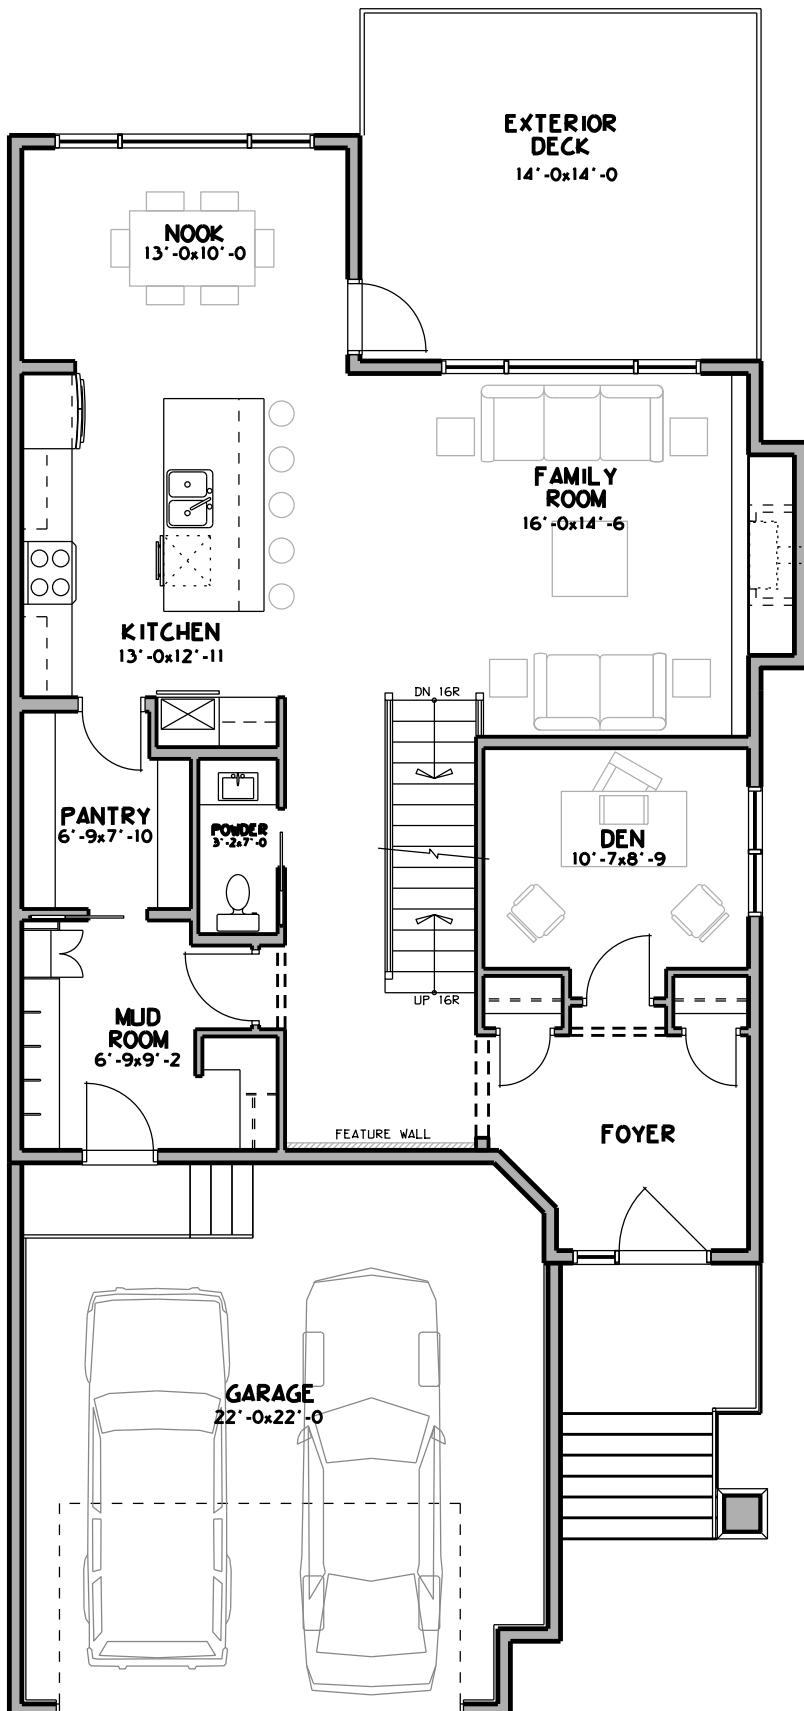 EXTERIOR
DECK
14'-0x14'-0
NOOK
13'-0x10'-0
FAMILY
ROOM
16'-0x14'-6
KITCHEN
13'-0x12'-11
DN 16R
PANTRY
6'-9x7'-10
POWDER
3'-2x7'-0
DEN
10'-7x8'-9
UP 16R
MUD
ROOM
6'-9x9'-2
FEATURE WALL
FOYER
GARAGE
22'-0x22'-0